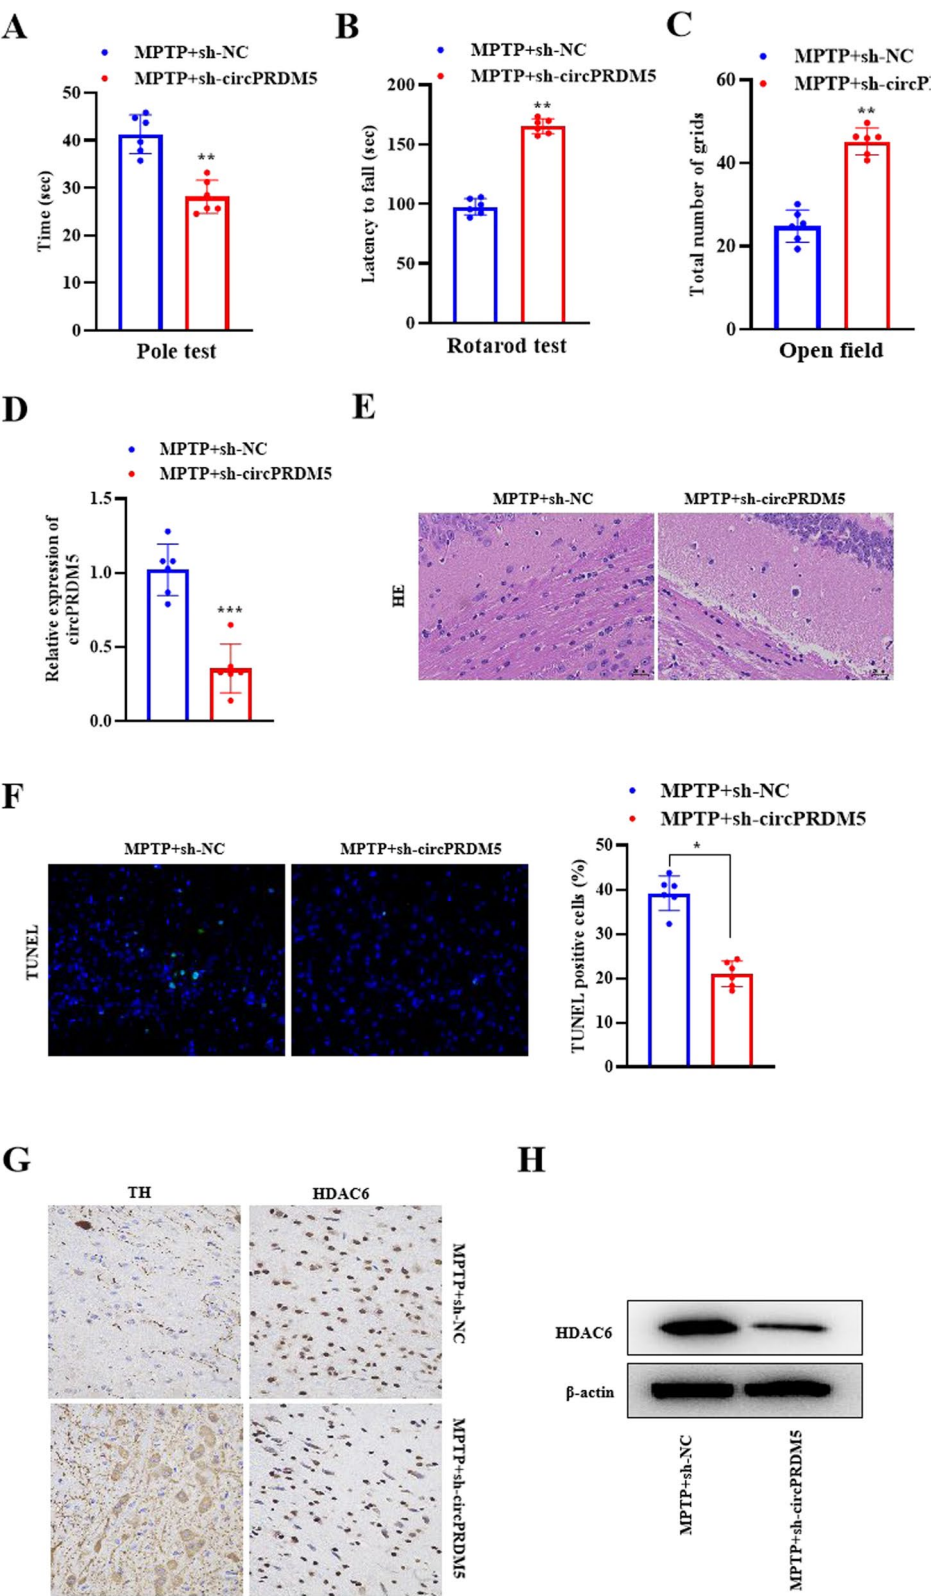 A
MPTP+sh-NC
MPTP+sh-circPRDM5
50
40
30
20
10
0
Time (sec)
**
Pole test
B
MPTP+sh-NC
MPTP+sh-circPRDM5
200
150
100
50
0
Latency to fall (sec)
**
Rotarod test
C
MPTP+sh-NC
MPTP+sh-circP
60
40
20
0
Total number of grids
**
Open field
D
MPTP+sh-NC
MPTP+sh-circPRDM5
1.5
1.0
0.5
0.0
Relative expression of
circPRDM5
***
E
MPTP+sh-NC
MPTP+sh-circPRDM5
HE
F
MPTP+sh-NC
MPTP+sh-circPRDM5
TUNEL
MPTP+sh-NC
MPTP+sh-circPRDM5
50
40
30
20
10
0
TUNEL positive cells (%)
*
G
TH
HDAC6
MPTP+sh-NC
MPTP+sh-circPRDM5
H
HDAC6
β-actin
MPTP+sh-NC
MPTP+sh-circPRDM5